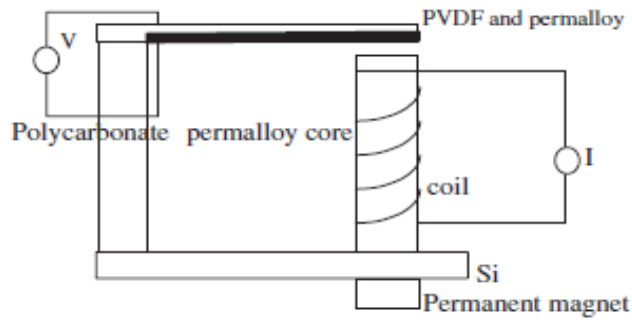 PVDF and permalloy
V
Polycarbonate permalloy core
I
coil
Si
Permanent magnet